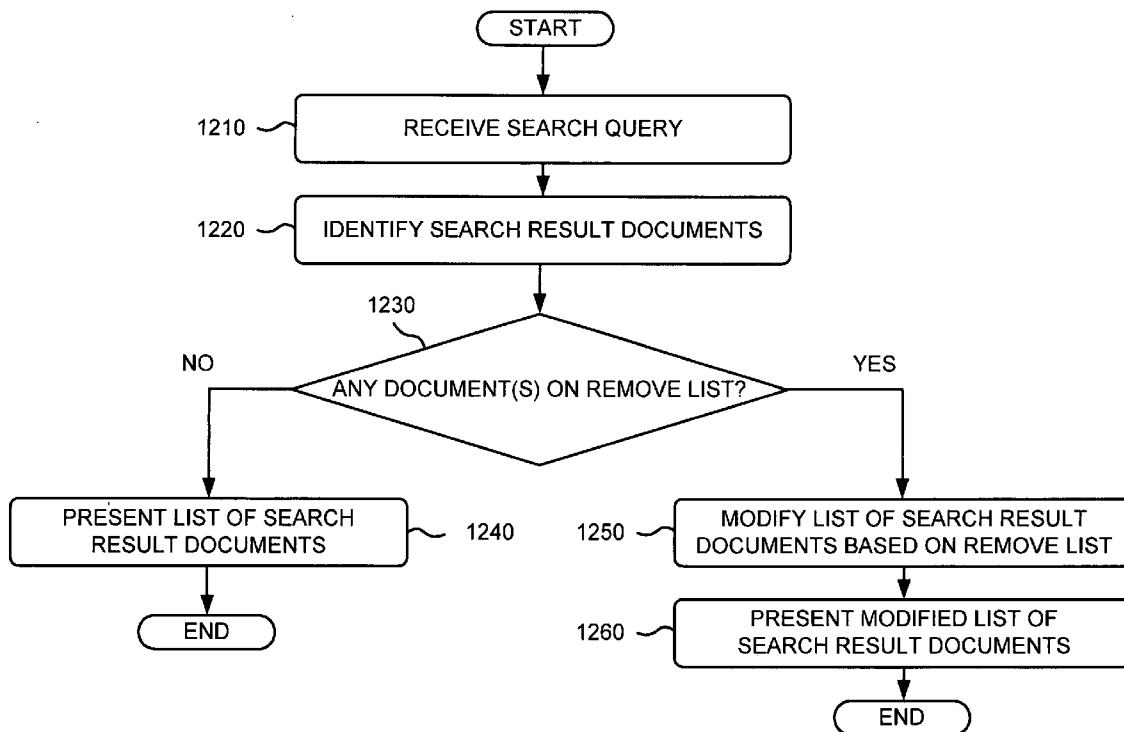 START
1210
RECEIVE SEARCH QUERY
1220
IDENTIFY SEARCH RESULT DOCUMENTS
1230
NO
YES
ANY DOCUMENT(S) ON REMOVE LIST?
PRESENT LIST OF SEARCH
RESULT DOCUMENTS
1240
END
1250
MODIFY LIST OF SEARCH RESULT
DOCUMENTS BASED ON REMOVE LIST
1260
PRESENT MODIFIED LIST OF
SEARCH RESULT DOCUMENTS
END